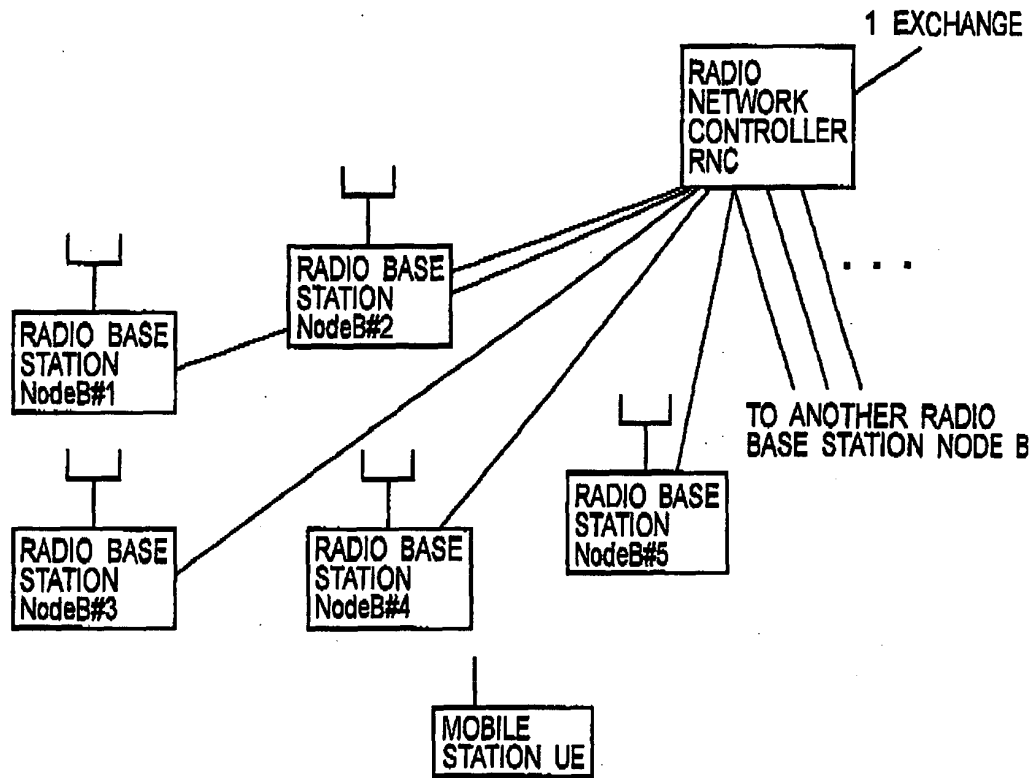 1 EXCHANGE
RADIO
NETWORK
CONTROLLER
RNC
RADIO BASE
STATION
NodeB#2
RADIO BASE
STATION
NodeB#1
. . .
TO ANOTHER RADIO
BASE STATION NODE B
RADIO BASE
STATION
NodeB#5
RADIO BASE
STATION
NodeB#3
RADIO BASE
STATION
NodeB#4
MOBILE
STATION UE